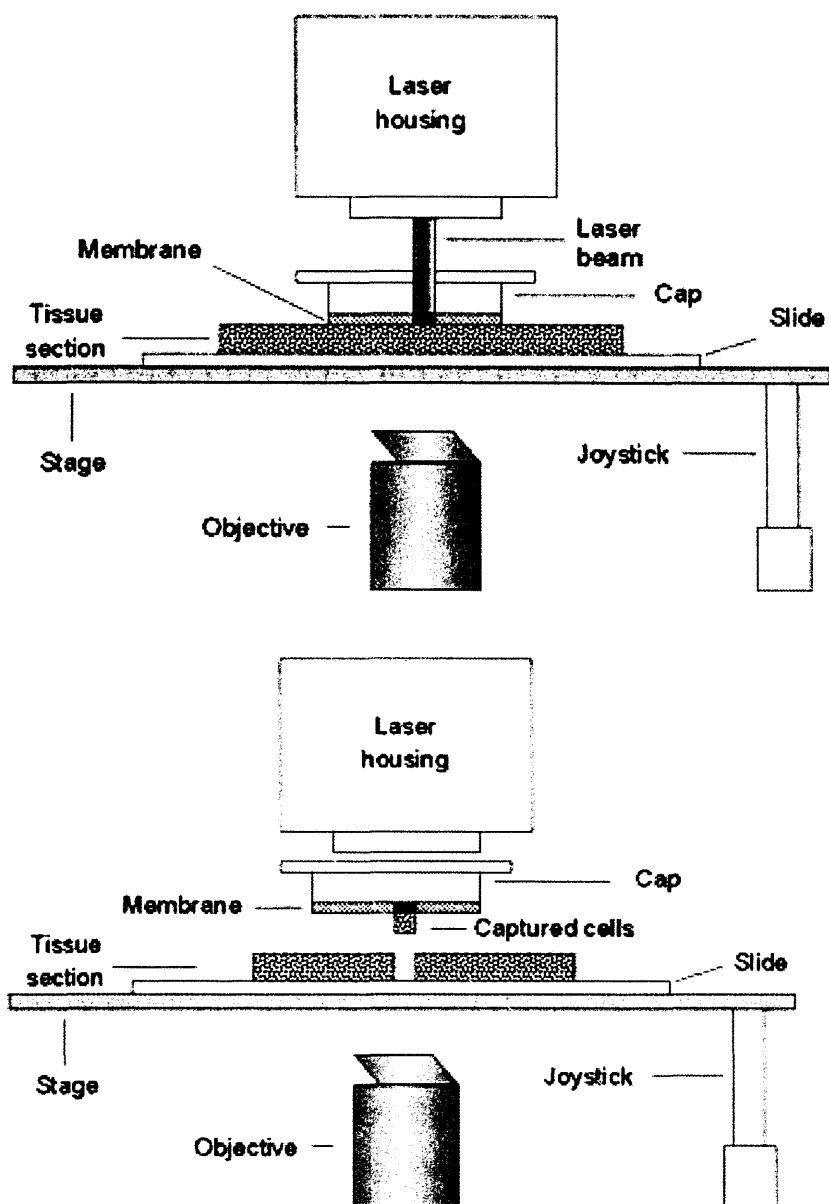 Laser
housing
Membrane
Laser
beam
Cap
Tissue
section
Slide
Stage
Joystick
Objective
Laser
housing
Cap
Membrane
Captured cells
Tissue
section
Slide
Stage
Joystick
Objective